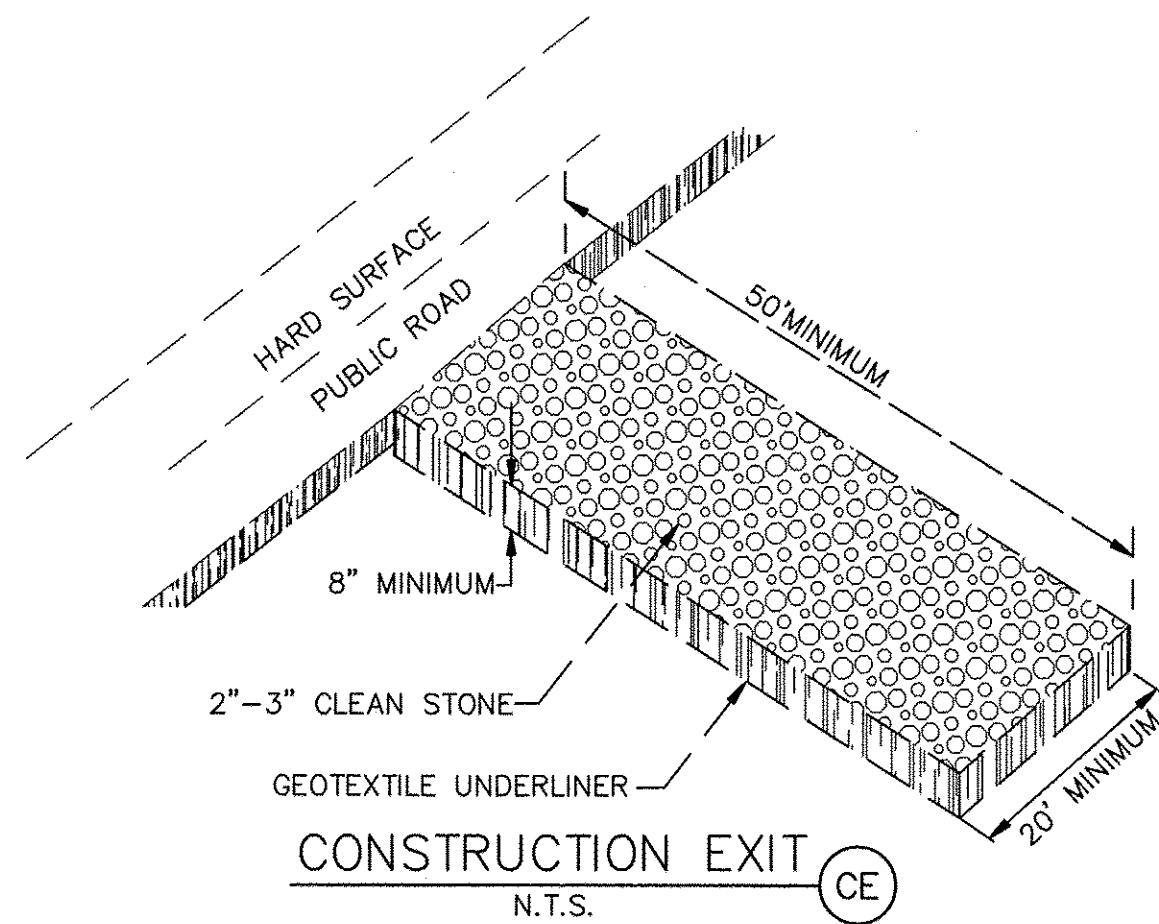 HARD SURFACE
PUBLIC ROAD
50'MINIMUM
8" MINIMUM
2"-3" CLEAN STONE
GEOTEXTILE UNDERLINER
20' MINIMUM
CONSTRUCTION EXIT
CE
N.T.S.